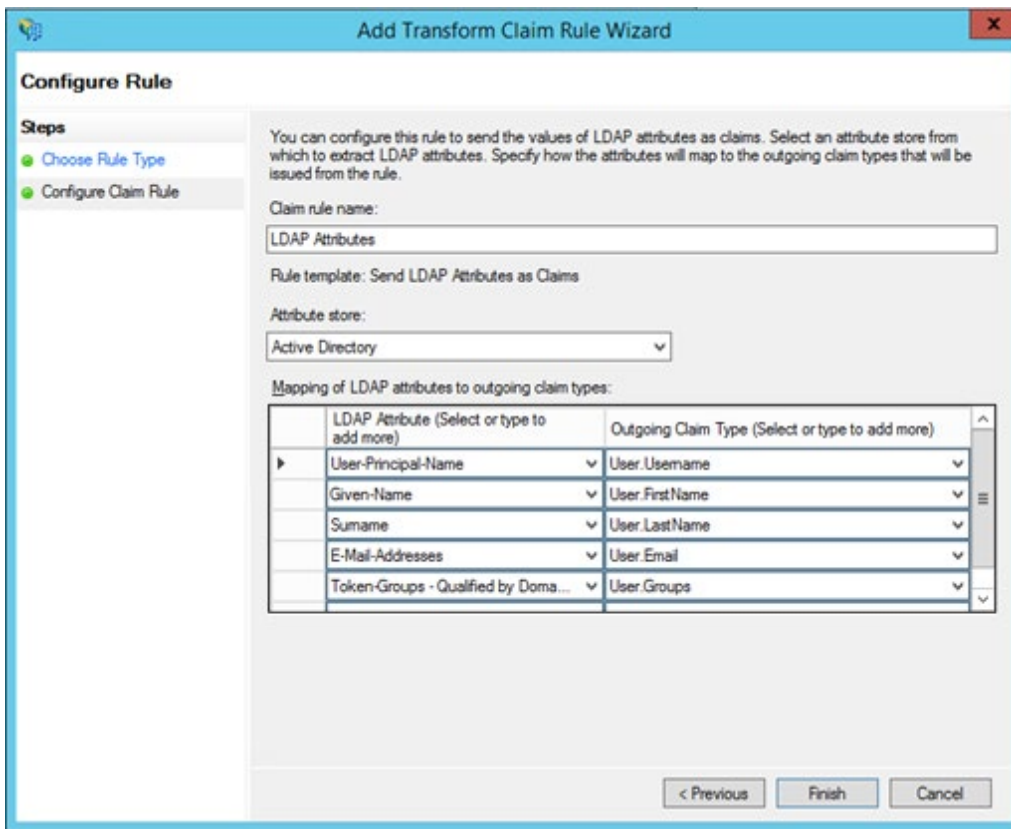 Add Transform Claim Rule Wizard
x
Configure Rule
Steps
Choose Rule Type
Configure Claim Rule
You can configure this rule to send the values of LDAP attributes as claims. Select an attribute store from
which to extract LDAP attributes. Specify how the attributes will map to the outgoing claim types that will be
issued from the rule.
Claim rule name:
LDAP Attributes
Rule template: Send LDAP Attributes as Claims
Attribute store:
Active Directory
Mapping of LDAP attributes to outgoing claim types:
LDAP Attribute (Select or type to
add more)
Outgoing Claim Type (Select or type to add more)
User-Principal-Name
User.Username
Given-Name
User.FirstName
Surname
User.LastName
E-Mail-Addresses
User.Email
Token-Groups - Qualified by Doma...
User.Groups
< Previous
Finish
Cancel